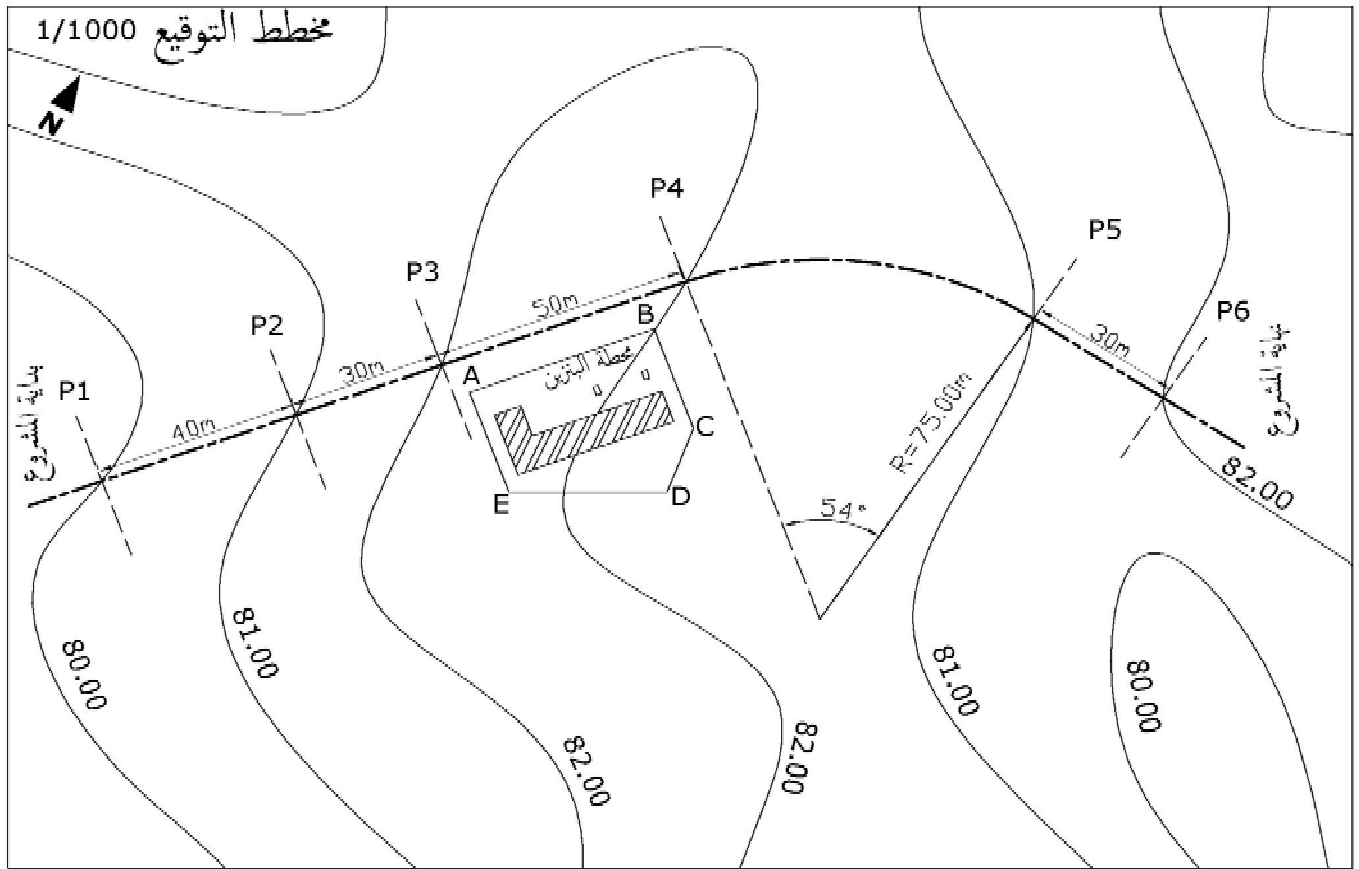 مخطط التوقيع 1/1000
N
P4
P5
P3
50m
P6
P2
B
30m
30m
نهاية المشروع
محطة البنزين
A
بداية المشروع
P1
40m
C
R=75.00m
82.00
E
D
54°
81.00
80.00
81.00
80.00
82.00
82.00